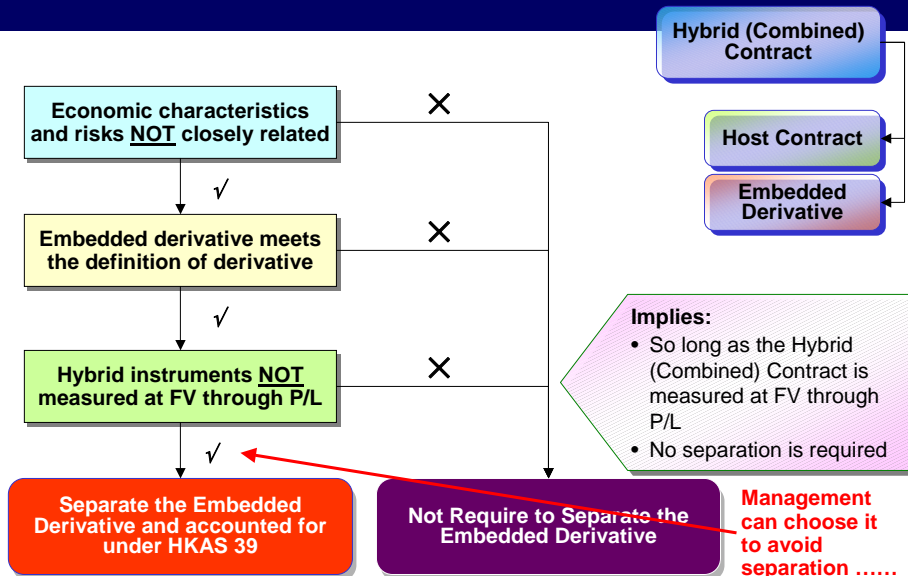 Hybrid (Combined)
Contract
Host Contract
Embedded
Derivative
Economic characteristics
and risks NOT closely related
×
√
Embedded derivative meets
the definition of derivative
×
√
Hybrid instruments NOT
measured at FV through P/L
×
√
Implies:
• So long as the Hybrid
(Combined) Contract is
measured at FV through
P/L
• No separation is required
Separate the Embedded
Derivative and accounted for
under HKAS 39
Not Require to Separate the
Embedded Derivative
Management
can choose it
to avoid
separation ……